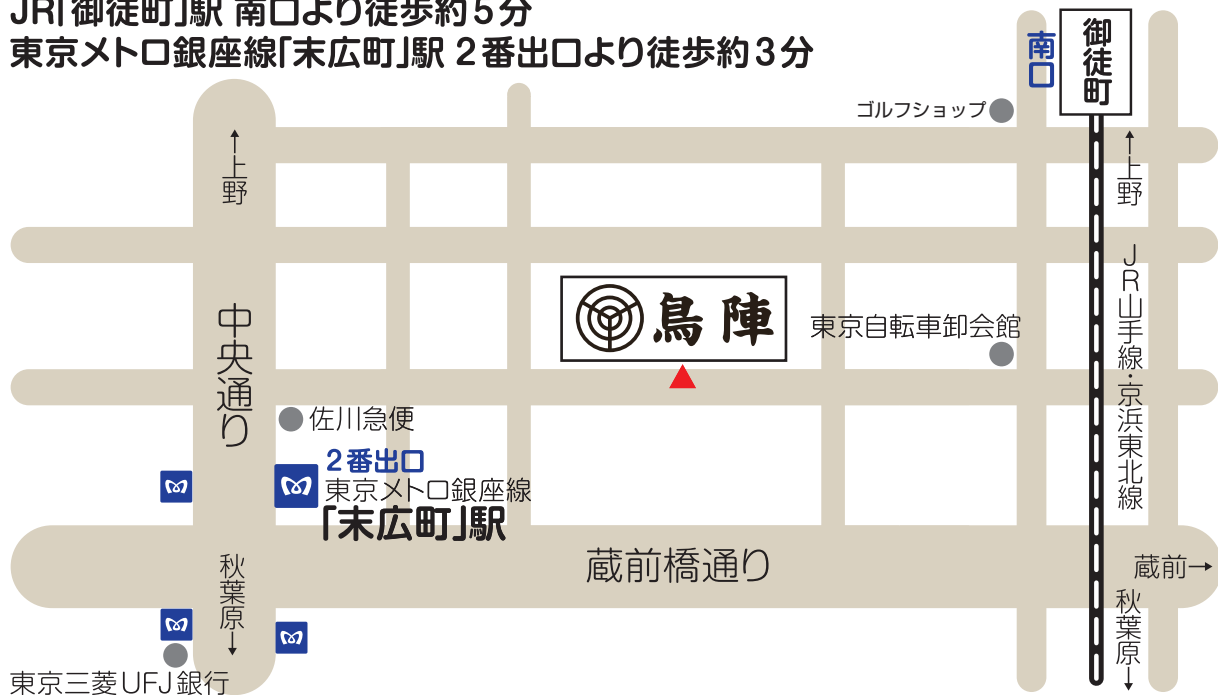 JR「御徒町」駅 南口より徒歩約5分
東京メトロ銀座線「末広町」駅 2番出口より徒歩約3分
南口
御徒町
ゴルフショップ
←上野
←上野
JR山手線・京浜東北線
鳥陣
東京自転車卸会館
中央通り
佐川急便
2番出口
東京メトロ銀座線
「末広町」駅
蔵前橋通り
蔵前→
秋葉原→
秋葉原→
東京三菱UFJ銀行